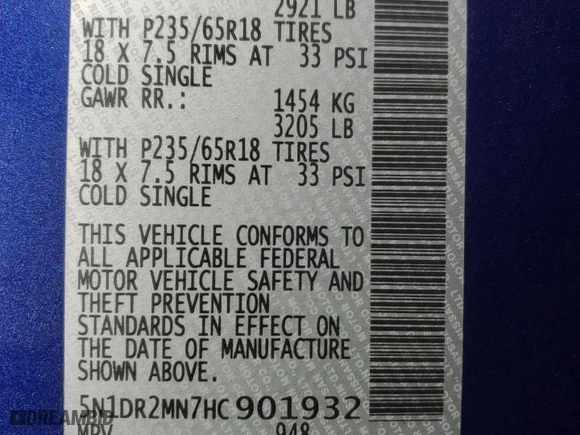 2921 LB
WITH P235/65R18 TIRES
18 X 7.5 RIMS AT 33 PSI
COLD SINGLE
GAWR RR.: 1454 KG
3205 LB
WITH P235/65R18 TIRES
18 X 7.5 RIMS AT 33 PSI
COLD SINGLE
THIS VEHICLE CONFORMS TO
ALL APPLICABLE FEDERAL
MOTOR VEHICLE SAFETY AND
THEFT PREVENTION
STANDARDS IN EFFECT ON
THE DATE OF MANUFACTURE
SHOWN ABOVE.
5N1DR2MN7HC901932
MPV 948
DREAMBID